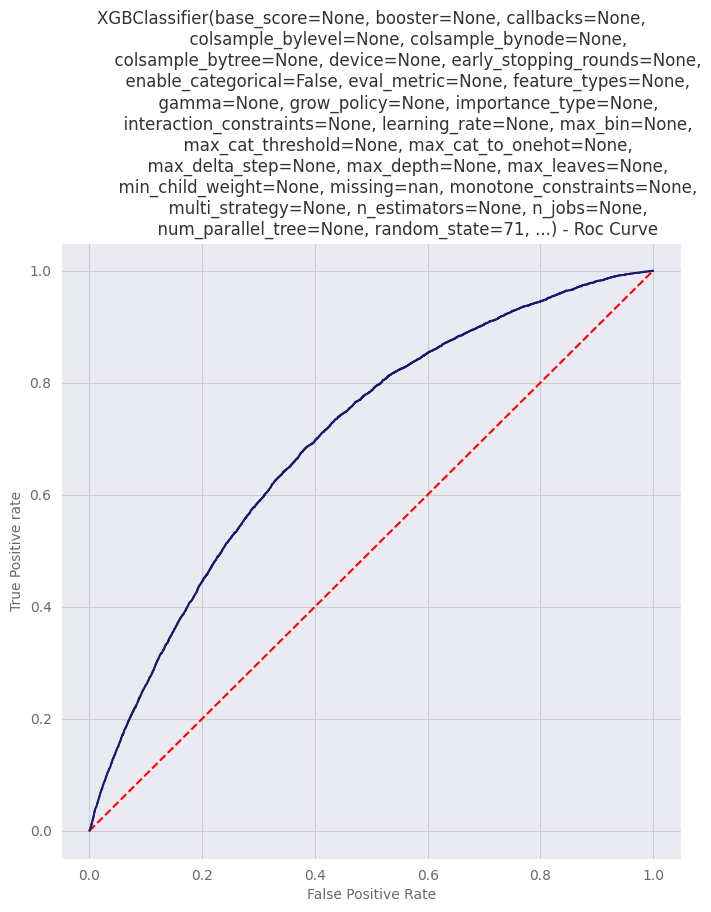 XGBClassifier(base_score=None, booster=None, callbacks=None,
colsample_bylevel=None, colsample_bynode=None,
colsample_bytree=None, device=None, early_stopping_rounds=None,
enable_categorical=False, eval_metric=None, feature_types=None,
gamma=None, grow_policy=None, importance_type=None,
interaction_constraints=None, learning_rate=None, max_bin=None,
max_cat_threshold=None, max_cat_to_onehot=None,
max_delta_step=None, max_depth=None, max_leaves=None,
min_child_weight=None, missing=nan, monotone_constraints=None,
multi_strategy=None, n_estimators=None, n_jobs=None,
num_parallel_tree=None, random_state=71, ...) - Roc Curve
1.0
0.8
0.6
0.4
0.2
0.0
True Positive rate
0.0 0.2 0.4 0.6 0.8 1.0
False Positive Rate